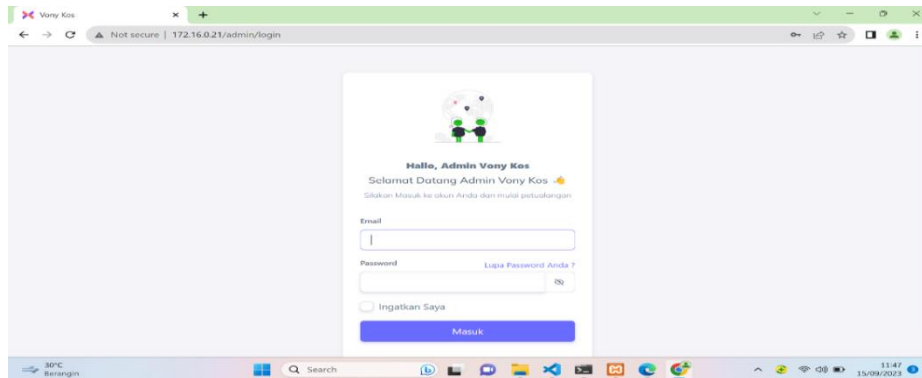 Vony Kos
Not secure | 172.16.0.21/admin/login
Hallo, Admin Vony Kos
Selamat Datang Admin Vony Kos
Silakan Masuk ke akun Anda dan mulai petualangan
Email
Password
Lupa Password Anda ?
Ingatkan Saya
Masuk
30°C
Berangin
Search
11:47
15/09/2023